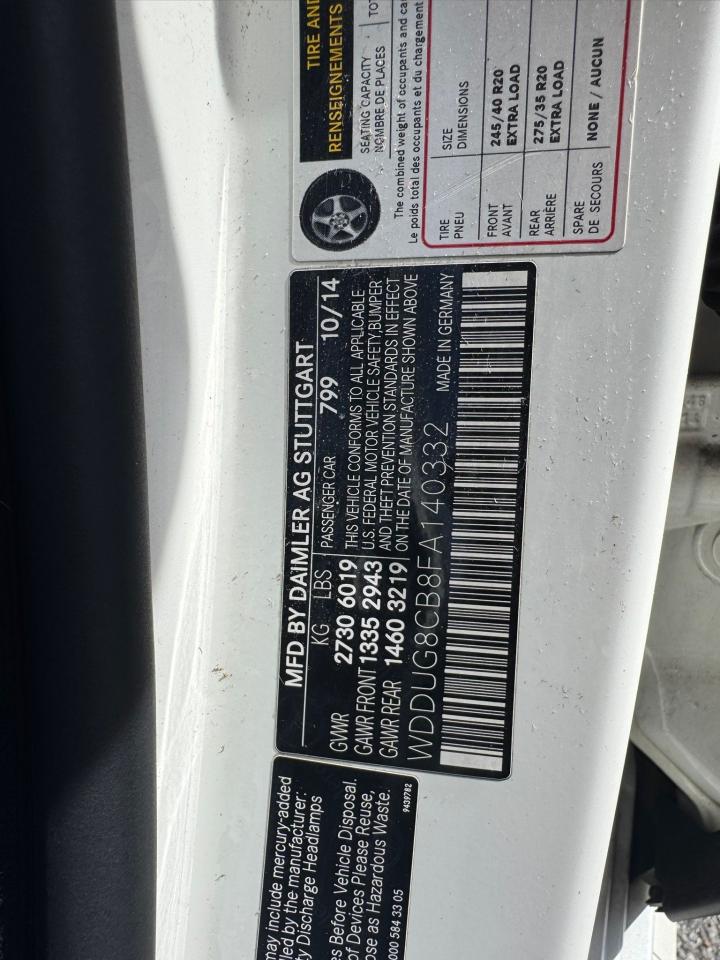 TIRE AND
RENSEIGNEMENTS
SEATING CAPACITY
NOMBRE DE PLACES
The combined weight of occupants and
Le poids total des occupants et du chargement
TIRE
PNEU
SIZE
DIMENSIONS
FRONT
AVANT
245/40 R20
EXTRA LOAD
REAR
ARRIÈRE
275/35 R20
EXTRA LOAD
SPARE
DE SECOURS
NONE / AUCUN
MFD BY DAIMLER AG STUTTGART
KG LBS PASSENGER CAR 799 10/14
GVWR 2730 6019 THIS VEHICLE CONFORMS TO ALL APPLICABLE
GAWR FRONT 1335 2943 U.S. FEDERAL MOTOR VEHICLE SAFETY,BUMPER
GAWR REAR 1460 3219 AND THEFT PREVENTION STANDARDS IN EFFECT
ON THE DATE OF MANUFACTURE SHOWN ABOVE
WDDUG8CB8FA140332 MADE IN GERMANY
may include mercury-added
by the manufacturer:
Discharge Headlamps
Before Vehicle Disposal.
of Devices Please Reuse,
as Hazardous Waste.
000 584 33 05 9439782